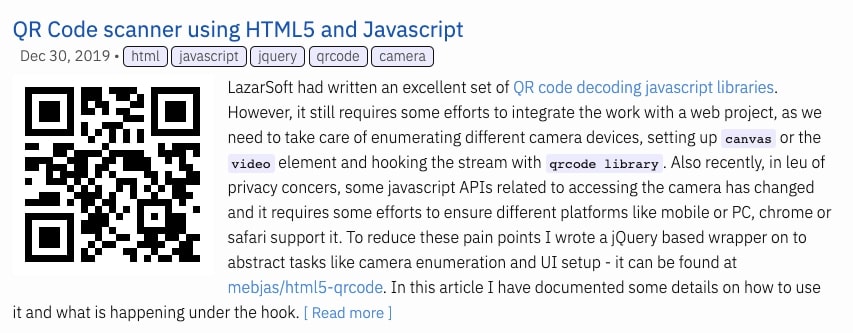 QR Code scanner using HTML5 and Javascript
Dec 30, 2019 • html javascript jquery qrcode camera
LazarSoft had written an excellent set of QR code decoding javascript libraries.
However, it still requires some efforts to integrate the work with a web project, as we
need to take care of enumerating different camera devices, setting up canvas or the
video element and hooking the stream with qrcode library. Also recently, in leu of
privacy concers, some javascript APIs related to accessing the camera has changed
and it requires some efforts to ensure different platforms like mobile or PC, chrome or
safari support it. To reduce these pain points I wrote a jQuery based wrapper on to
abstract tasks like camera enumeration and UI setup - it can be found at
mebjas/html5-qrcode. In this article I have documented some details on how to use
it and what is happening under the hook. [ Read more ]